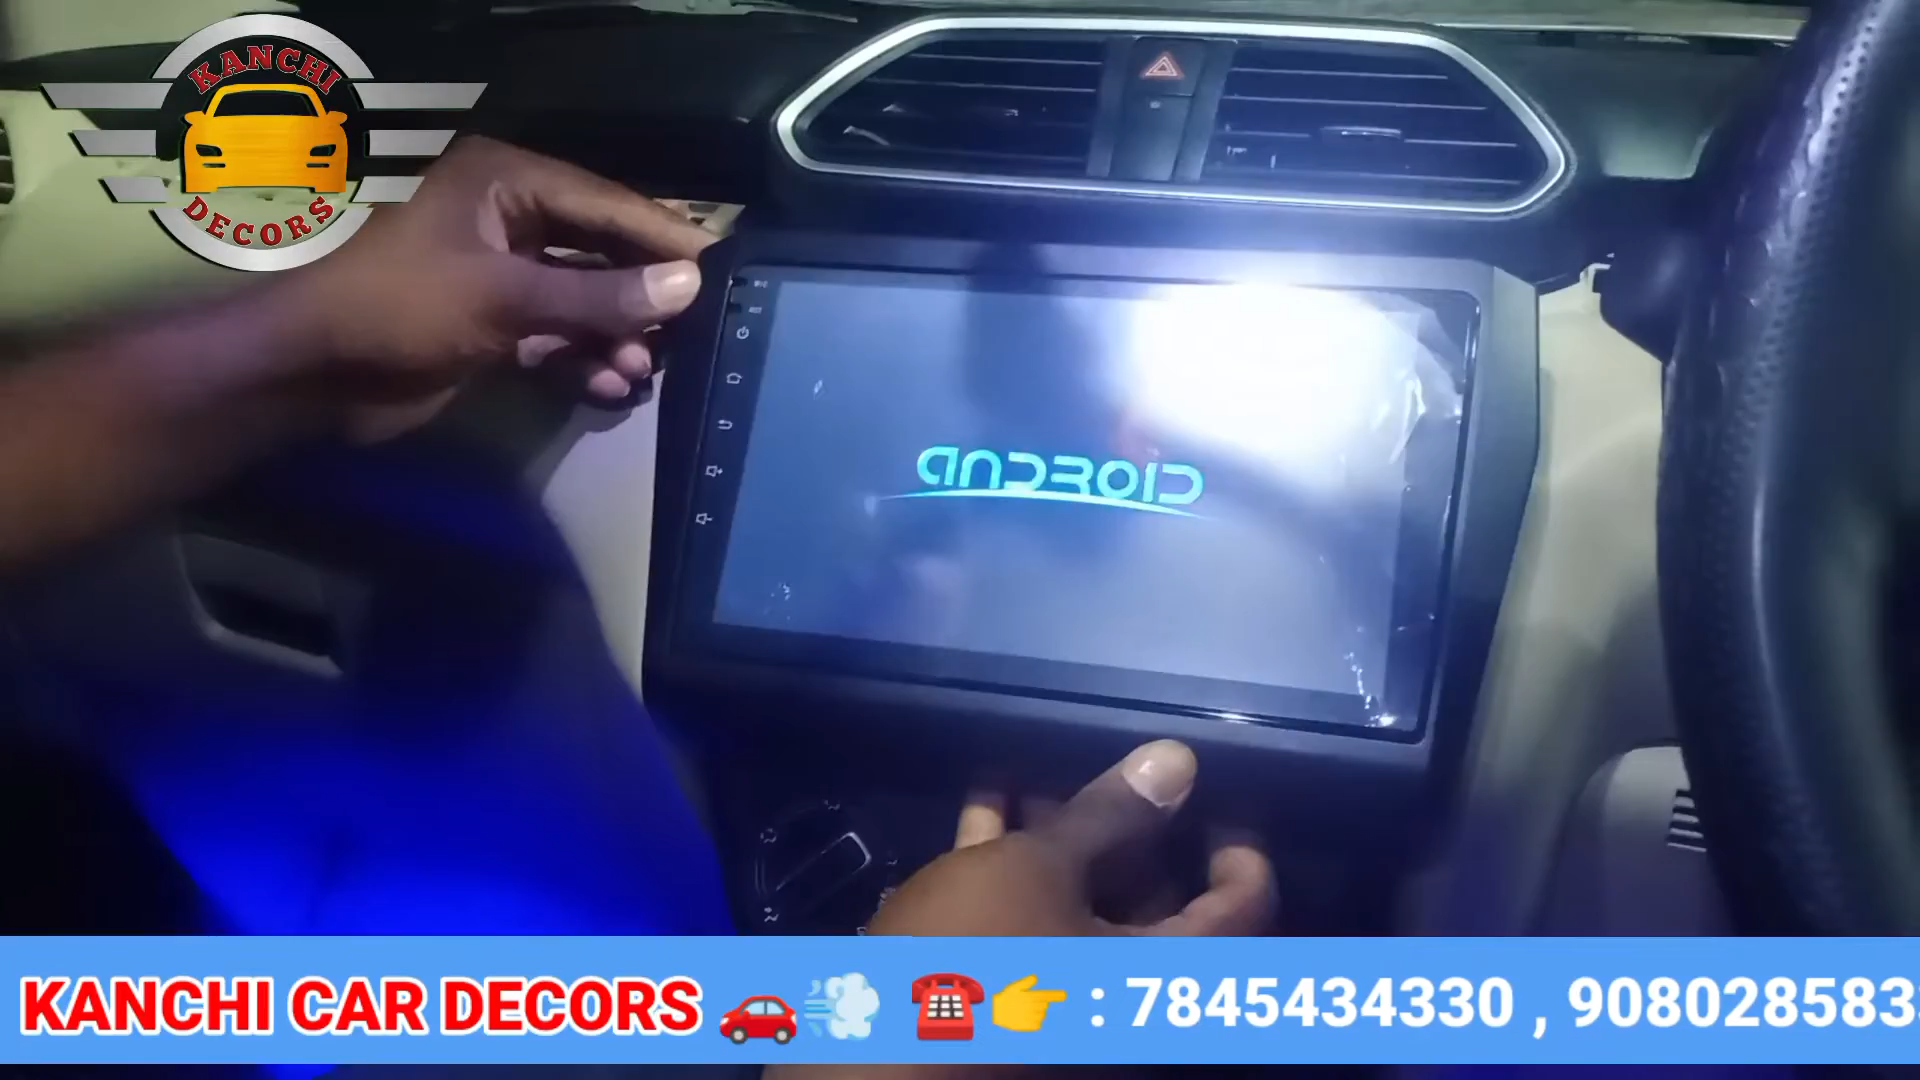 KANCHI
DECORS
ANDROID
KANCHI CAR DECORS 🚗💨 ☎👉 : 7845434330 , 908028583